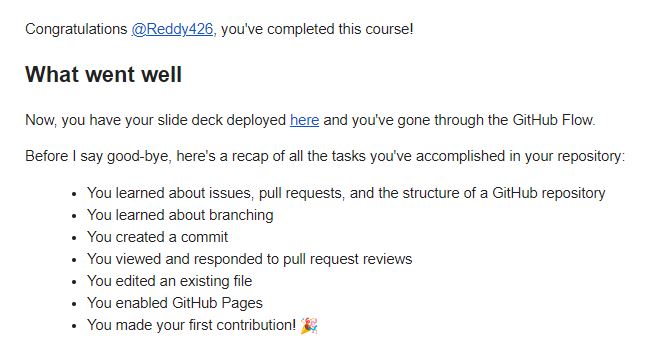 Congratulations @Reddy426, you've completed this course!
What went well
Now, you have your slide deck deployed here and you've gone through the GitHub Flow.
Before I say good-bye, here's a recap of all the tasks you've accomplished in your repository:
• You learned about issues, pull requests, and the structure of a GitHub repository
• You learned about branching
• You created a commit
• You viewed and responded to pull request reviews
• You edited an existing file
• You enabled GitHub Pages
• You made your first contribution! 🎉